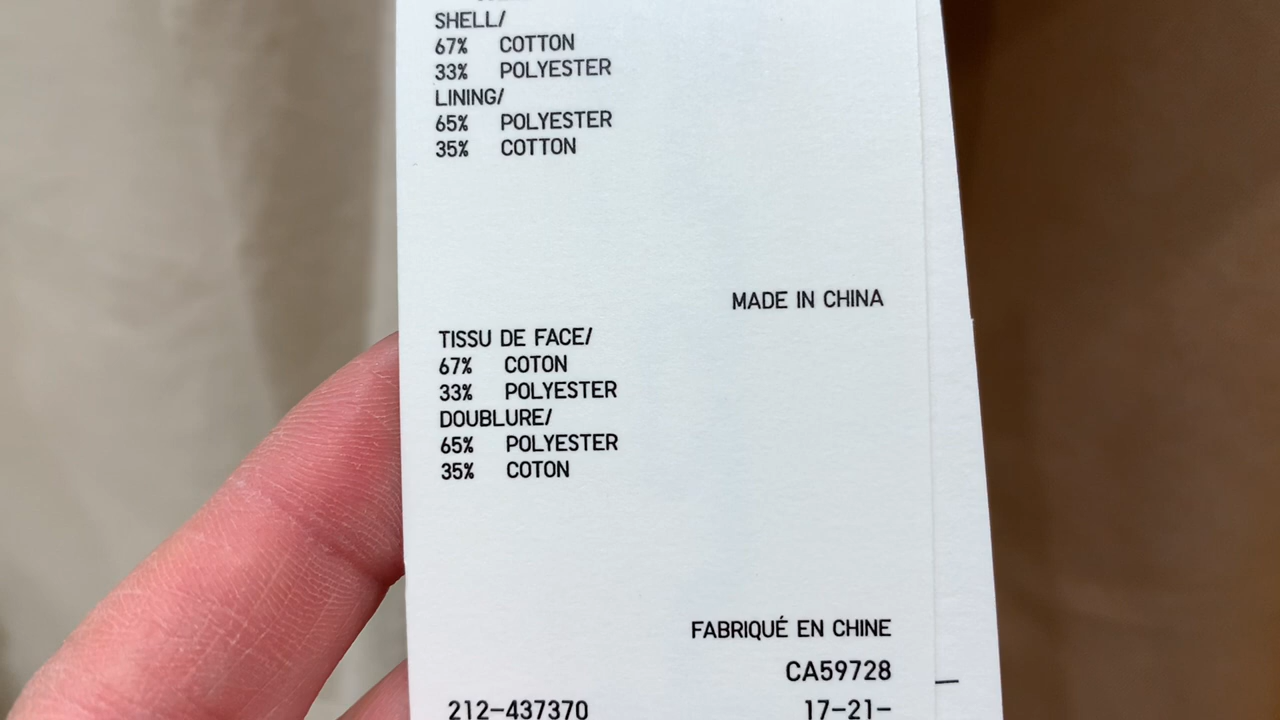 SHELL/
67% COTTON
33% POLYESTER
LINING/
65% POLYESTER
35% COTTON
MADE IN CHINA
TISSU DE FACE/
67% COTON
33% POLYESTER
DOUBLURE/
65% POLYESTER
35% COTON
FABRIQUÉ EN CHINE
CA59728
212-437370 17-21-